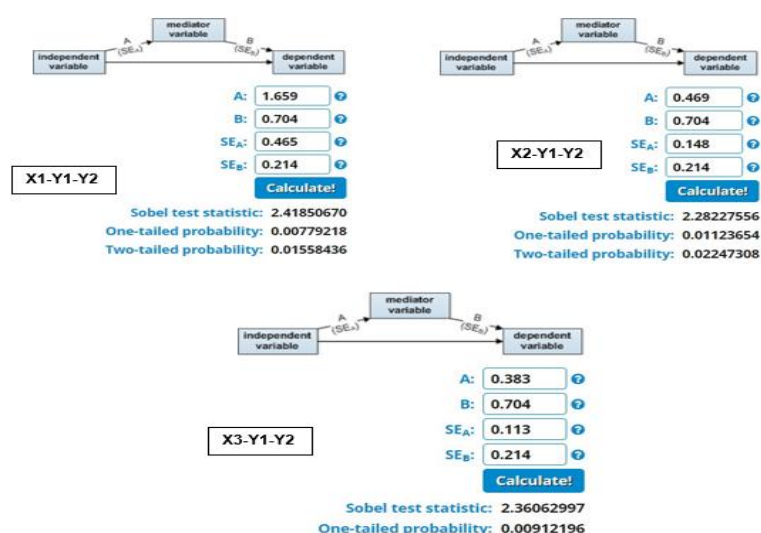 mediator
variable
A
(SEA)
B
(SEB)
independent
variable
dependent
variable
A: 1.659
B: 0.704
SEA: 0.465
SEB: 0.214
Calculate!
X1-Y1-Y2
Sobel test statistic: 2.41850670
One-tailed probability: 0.00779218
Two-tailed probability: 0.01558436
mediator
variable
A
(SEA)
B
(SEB)
independent
variable
dependent
variable
A: 0.469
B: 0.704
SEA: 0.148
SEB: 0.214
Calculate!
X2-Y1-Y2
Sobel test statistic: 2.28227556
One-tailed probability: 0.01123654
Two-tailed probability: 0.02247308
mediator
variable
A
(SEA)
B
(SEB)
independent
variable
dependent
variable
A: 0.383
B: 0.704
SEA: 0.113
SEB: 0.214
Calculate!
X3-Y1-Y2
Sobel test statistic: 2.36062997
One-tailed probability: 0.00912196